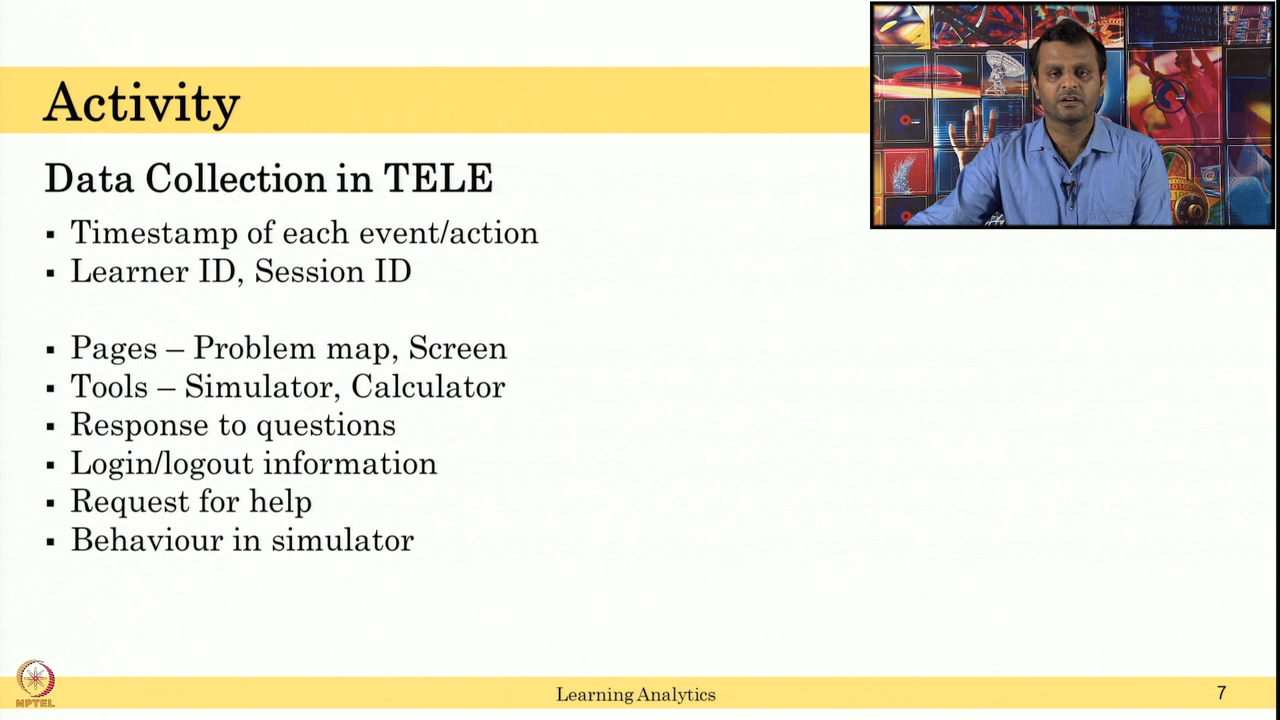 Activity
Data Collection in TELE
▪ Timestamp of each event/action
▪ Learner ID, Session ID
▪ Pages – Problem map, Screen
▪ Tools – Simulator, Calculator
▪ Response to questions
▪ Login/logout information
▪ Request for help
▪ Behaviour in simulator
NPTEL
Learning Analytics
7